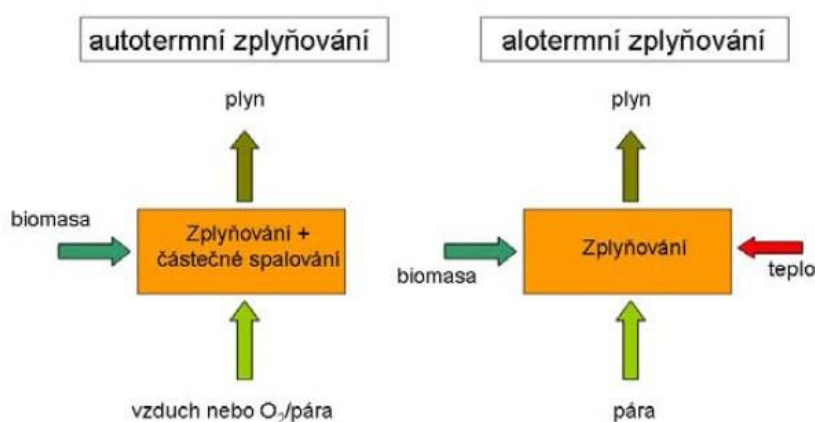 autotermní zplyňování
plyn
biomasa
Zplyňování +
částečné spalování
vzduch nebo O₂/pára
alotermní zplyňování
plyn
biomasa
Zplyňování
teplo
pára